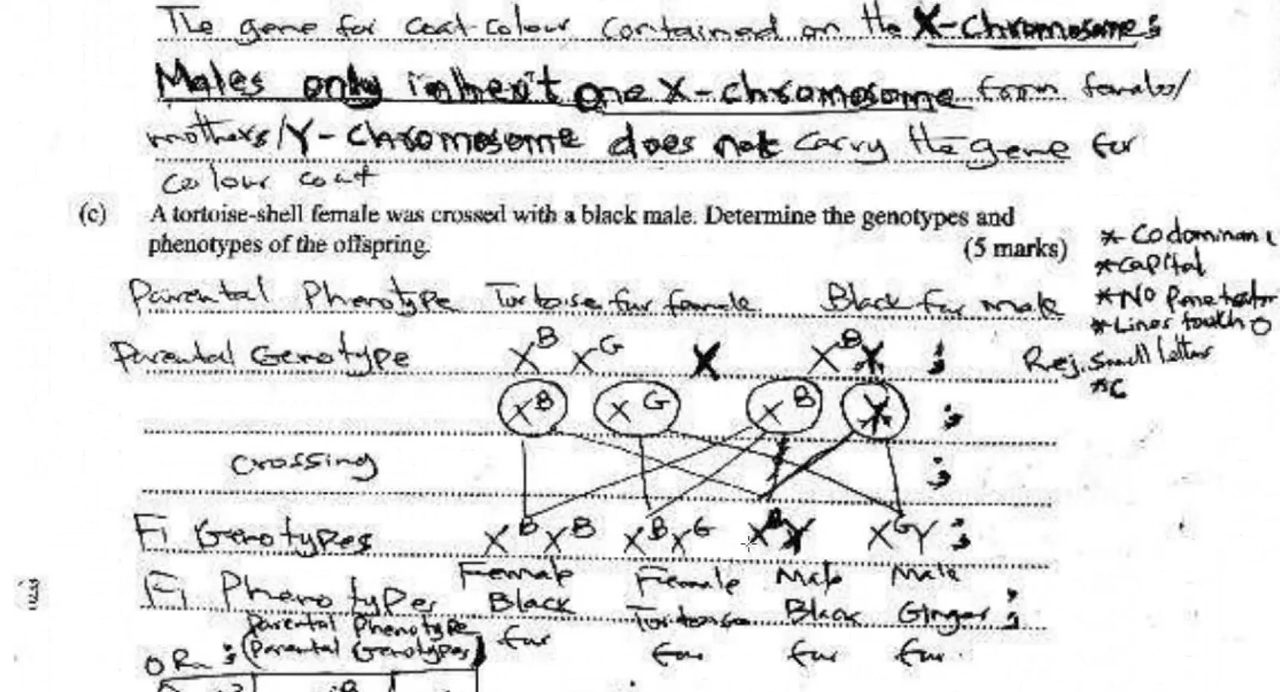 The gene for coat colour contained on the X-chromosome;
Males only inherit one X-chromosome from females/
mothers/Y-chromosome does not carry the gene for
colour coat
(c) A tortoise-shell female was crossed with a black male. Determine the genotypes and
phenotypes of the offspring. (5 marks)
* Codominan
* Capital
* NO
* Lines touch O
Rej. small letter
* G
Parental Phenotype Tortoise fur female Black fur male
Parental Genotype X^B X^G X X^B Y ;
X^B X^G X^B Y ;
Crossing ;
F1 Genotypes X^B X^B X^B X^G X^B Y X^G Y ;
F1 Phenotypes Female Black fur Female Tortoise fur Male Black fur Male Ginger fur ;
OR ; (Parental Phenotype
Parental Genotypes)